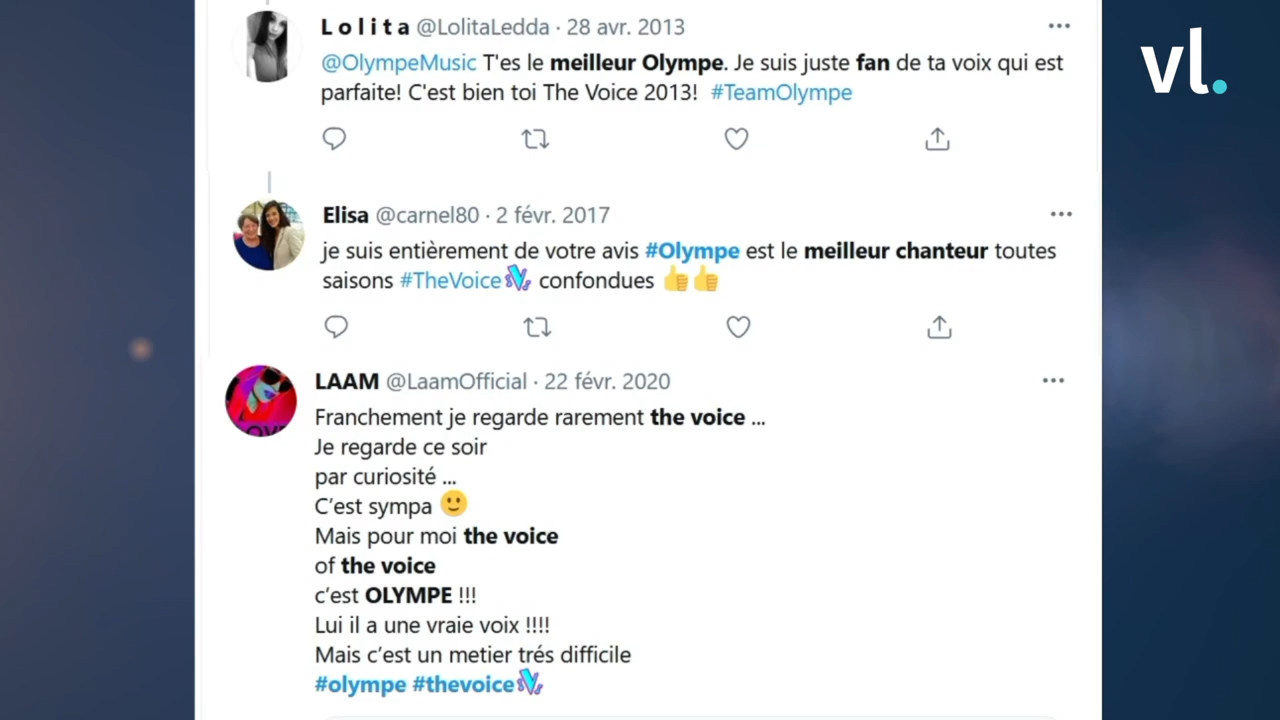 Lolita @LolitaLedda · 28 avr. 2013
vl.
@OlympeMusic T'es le meilleur Olympe. Je suis juste fan de ta voix qui est
parfaite! C'est bien toi The Voice 2013! #TeamOlympe
Elisa @carnel80 · 2 févr. 2017
je suis entièrement de votre avis #Olympe est le meilleur chanteur toutes
saisons #TheVoice confondues 👍👍
LAAM @LaamOfficial · 22 févr. 2020
Franchement je regarde rarement the voice ...
Je regarde ce soir
par curiosité ...
C’est sympa 🙂
Mais pour moi the voice
of the voice
c’est OLYMPE !!!
Lui il a une vraie voix !!!!
Mais c’est un metier trés difficile
#olympe #thevoice